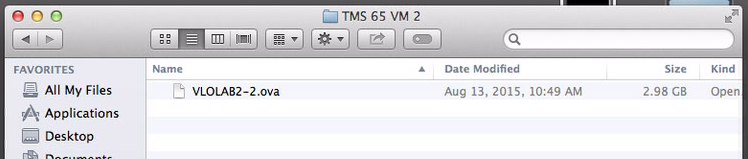 TMS 65 VM 2
FAVORITES
Name Date Modified Size Kind
All My Files
VLOLAB2-2.ova Aug 13, 2015, 10:49 AM 2.98 GB Open
Applications
Desktop
Documents